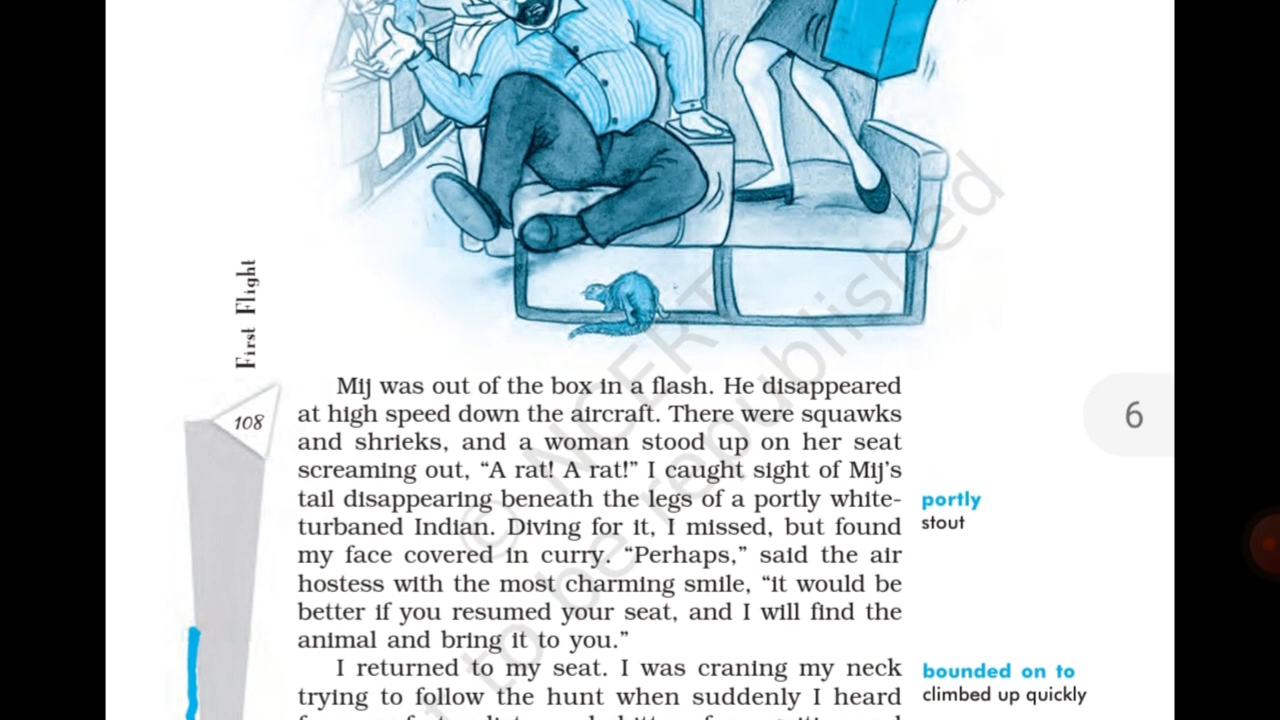 First Flight
108
6
Mij was out of the box in a flash. He disappeared
at high speed down the aircraft. There were squawks
and shrieks, and a woman stood up on her seat
screaming out, “A rat! A rat!” I caught sight of Mij’s
tail disappearing beneath the legs of a portly white-
turbaned Indian. Diving for it, I missed, but found
my face covered in curry. “Perhaps,” said the air
hostess with the most charming smile, “it would be
better if you resumed your seat, and I will find the
animal and bring it to you.”
portly
stout
I returned to my seat. I was craning my neck
trying to follow the hunt when suddenly I heard
bounded on to
climbed up quickly
© NCERT
to be republished